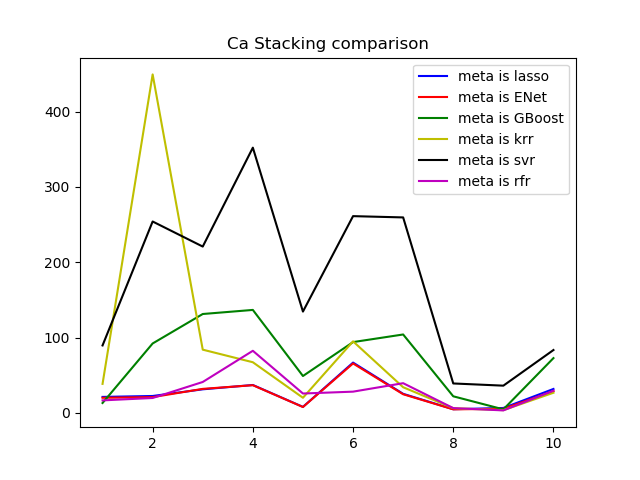 Ca Stacking comparison
meta is lasso
meta is ENet
meta is GBoost
meta is krr
meta is svr
meta is rfr
400
300
200
100
0
2
4
6
8
10